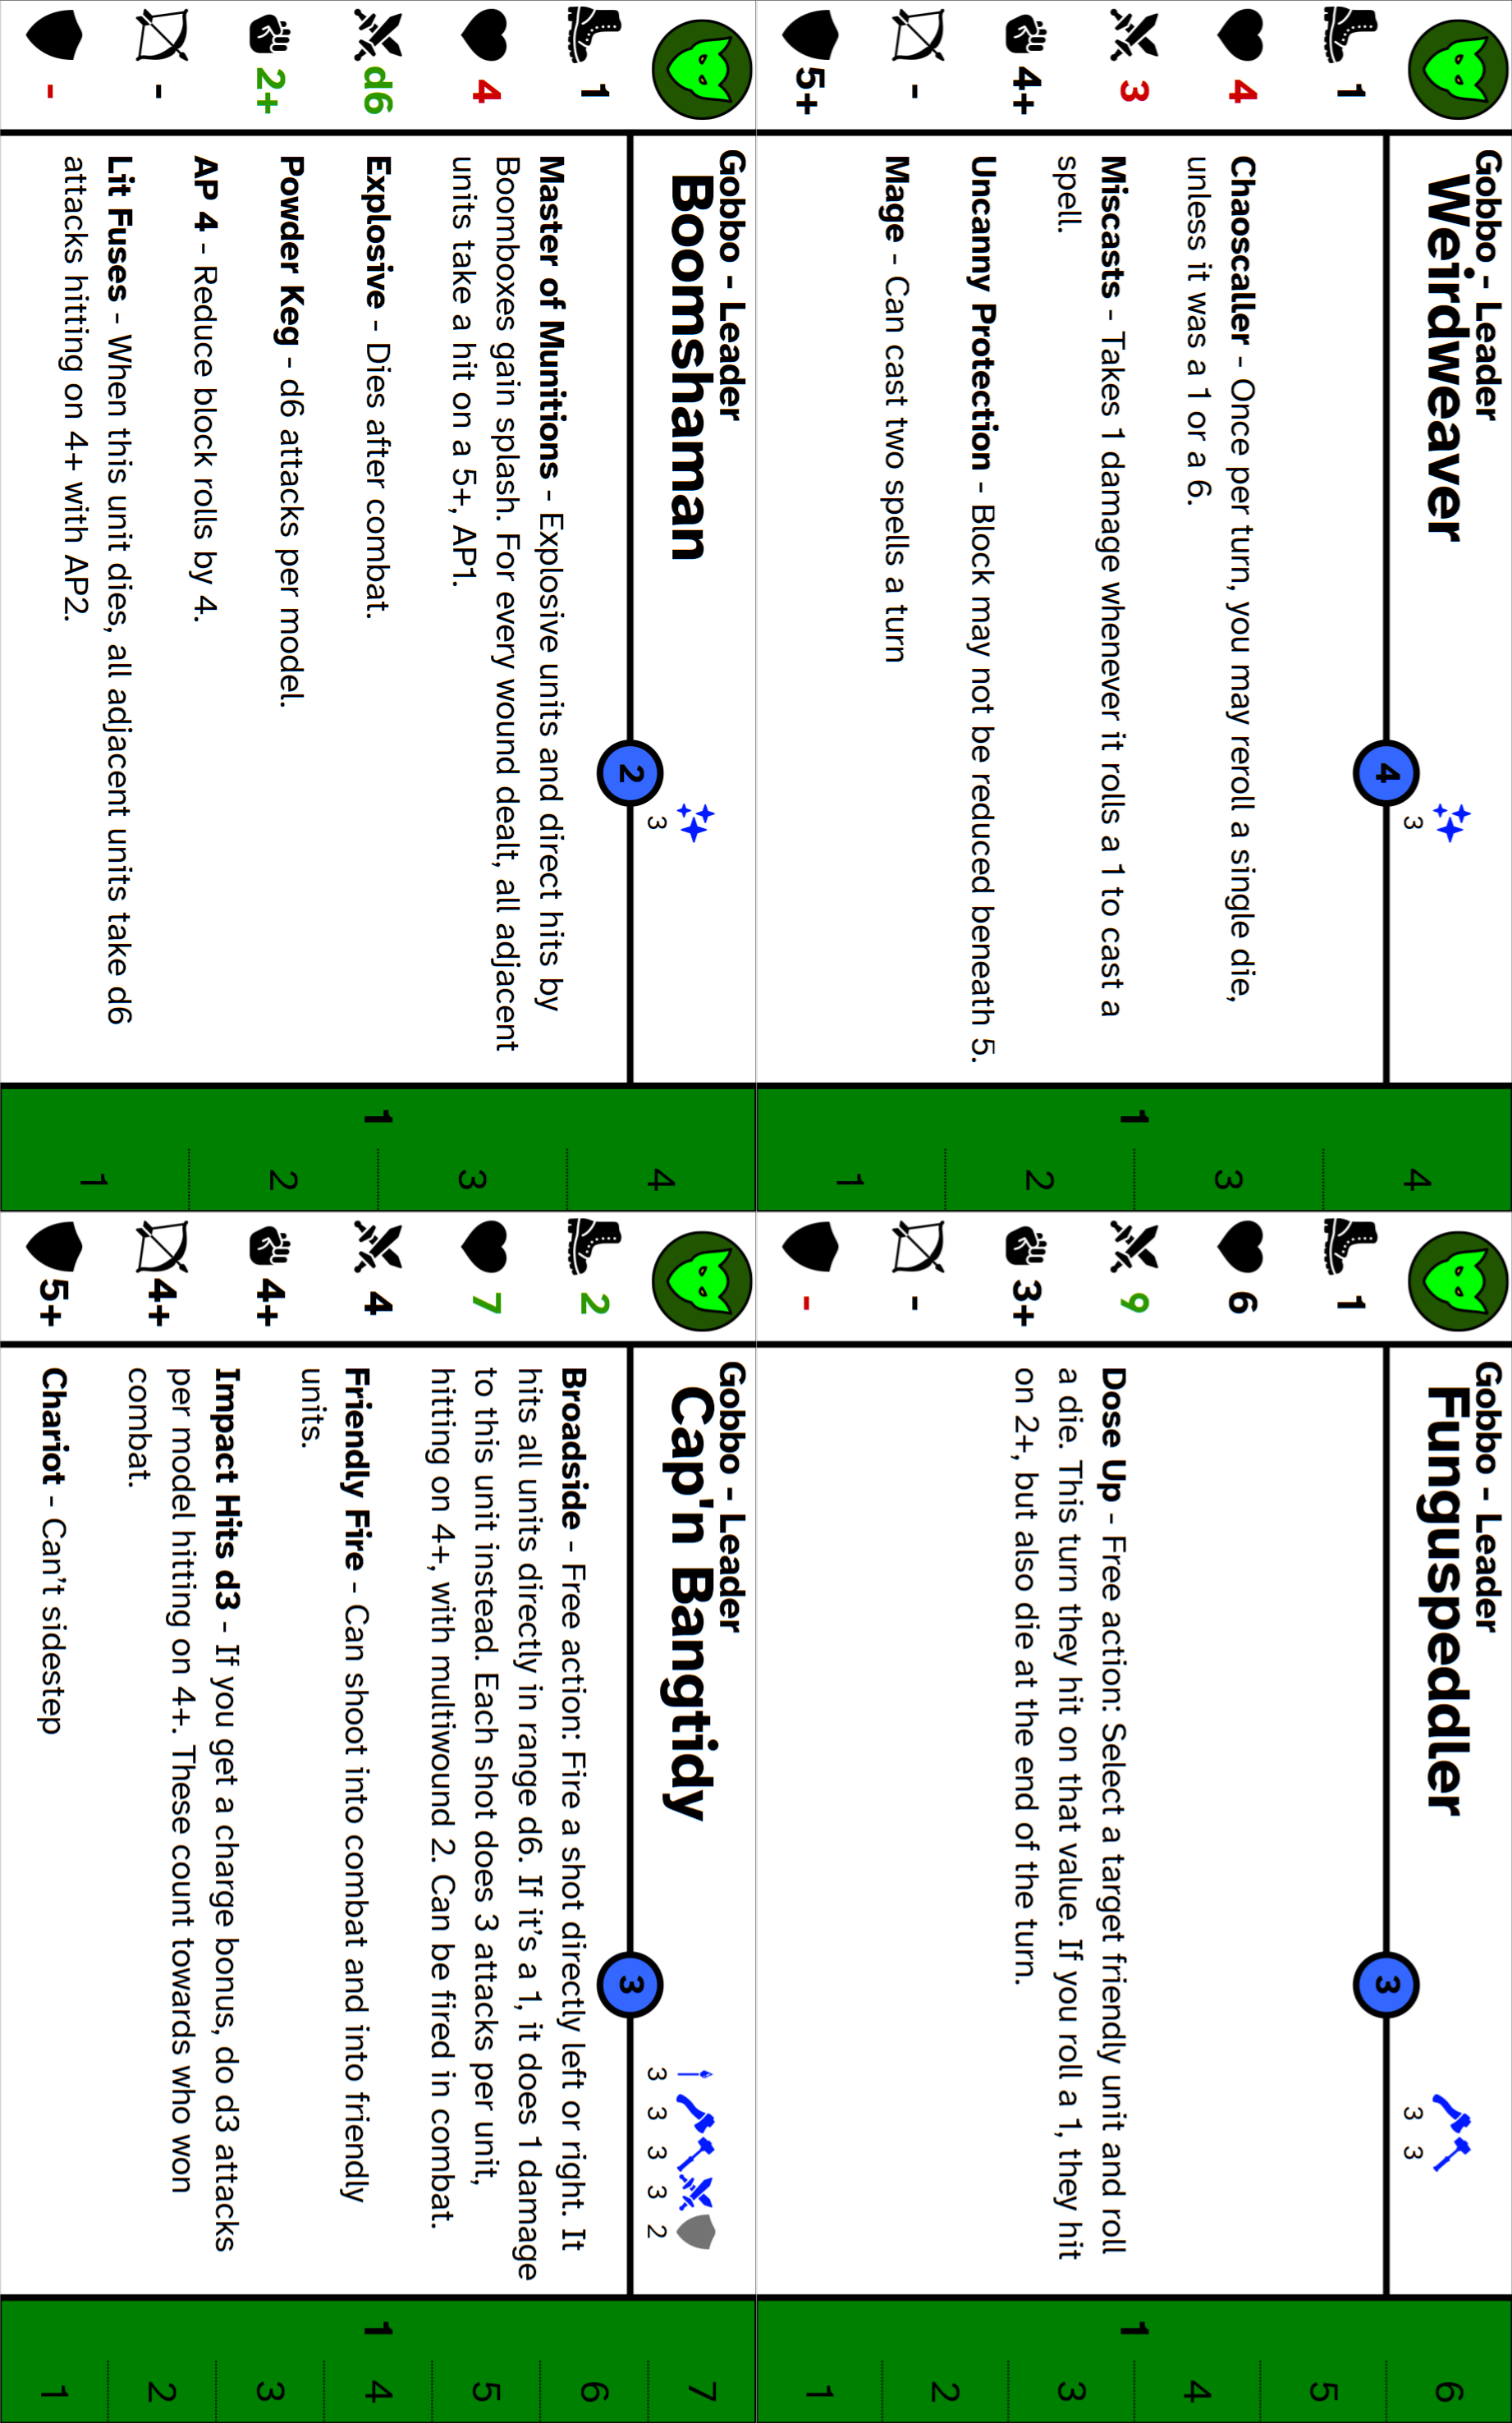 Gobbo - Leader
Weirdweaver
4
3
1
4
3
4+
-
5+
Chaoscaller - Once per turn, you may reroll a single die,
unless it was a 1 or a 6.
Miscasts - Takes 1 damage whenever it rolls a 1 to cast a
spell.
Uncanny Protection - Block may not be reduced beneath 5.
Mage - Can cast two spells a turn
1
1 2 3 4
Gobbo - Leader
Funguspeddler
3
3 3
1
6
9
3+
-
-
Dose Up - Free action: Select a target friendly unit and roll
a die. This turn they hit on that value. If you roll a 1, they hit
on 2+, but also die at the end of the turn.
1
1 2 3 4 5 6
Gobbo - Leader
Boomshaman
2
3
1
4
d6
2+
-
-
Master of Munitions - Explosive units and direct hits by
Boomboxes gain splash. For every wound dealt, all adjacent
units take a hit on a 5+, AP1.
Explosive - Dies after combat.
Powder Keg - d6 attacks per model.
AP 4 - Reduce block rolls by 4.
Lit Fuses - When this unit dies, all adjacent units take d6
attacks hitting on 4+ with AP2.
1
1 2 3 4
Gobbo - Leader
Cap'n Bangtidy
3
3 3 3 3 2
2
7
4
4+
4+
5+
Broadside - Free action: Fire a shot directly left or right. It
hits all units directly in range d6. If it's a 1, it does 1 damage
to this unit instead. Each shot does 3 attacks per unit,
hitting on 4+, with multiwound 2. Can be fired in combat.
Friendly Fire - Can shoot into combat and into friendly
units.
Impact Hits d3 - If you get a charge bonus, do d3 attacks
per model hitting on 4+. These count towards who won
combat.
Chariot - Can't sidestep
1
1 2 3 4 5 6 7